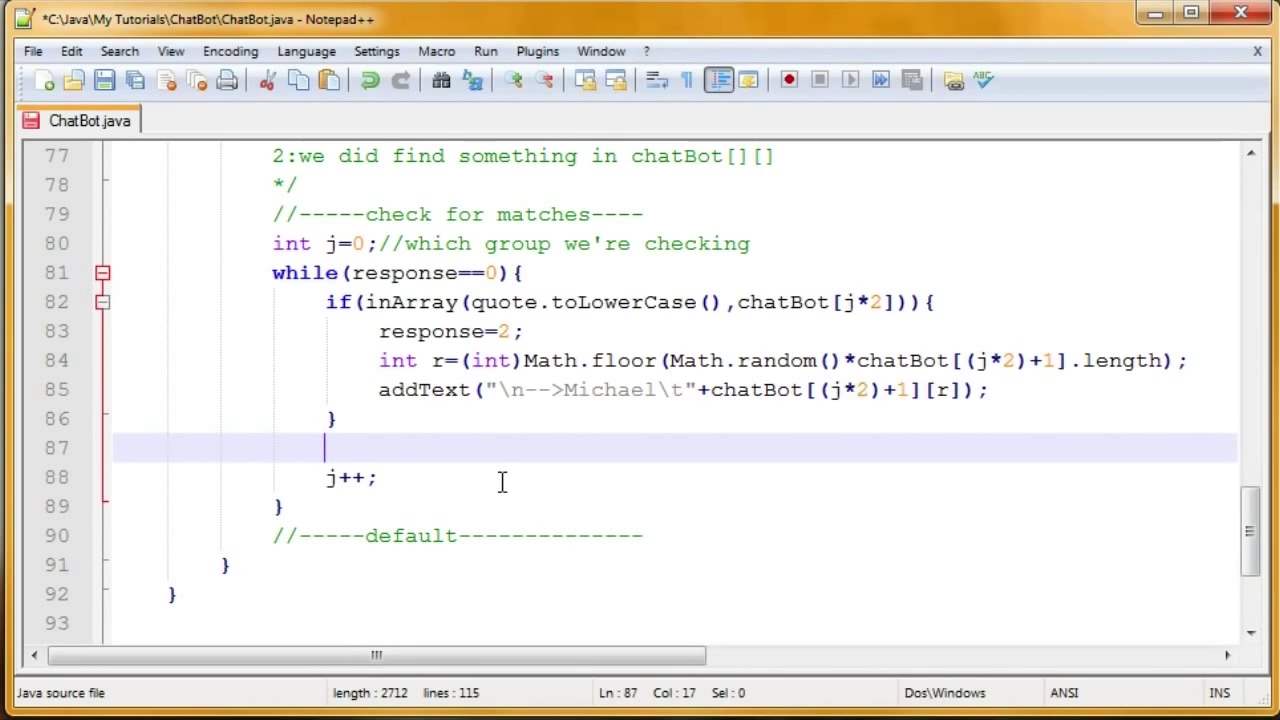 *C:\Java\My Tutorials\ChatBot\ChatBot.java - Notepad++
File Edit Search View Encoding Language Settings Macro Run Plugins Window ? X
ABC
ChatBot.java
77 2:we did find something in chatBot[][]
78 */
79 //-----check for matches----
80 int j=0;//which group we're checking
81 while(response==0){
82 if(inArray(quote.toLowerCase(),chatBot[j*2])){
83 response=2;
84 int r=(int)Math.floor(Math.random()*chatBot[(j*2)+1].length);
85 addText("\n-->Michael\t"+chatBot[(j*2)+1][r]);
86 }
87
88 j++;
89 }
90 //-----default--------------
91 }
92 }
93
Java source file length : 2712 lines : 115 Ln : 87 Col : 17 Sel : 0 Dos\Windows ANSI INS